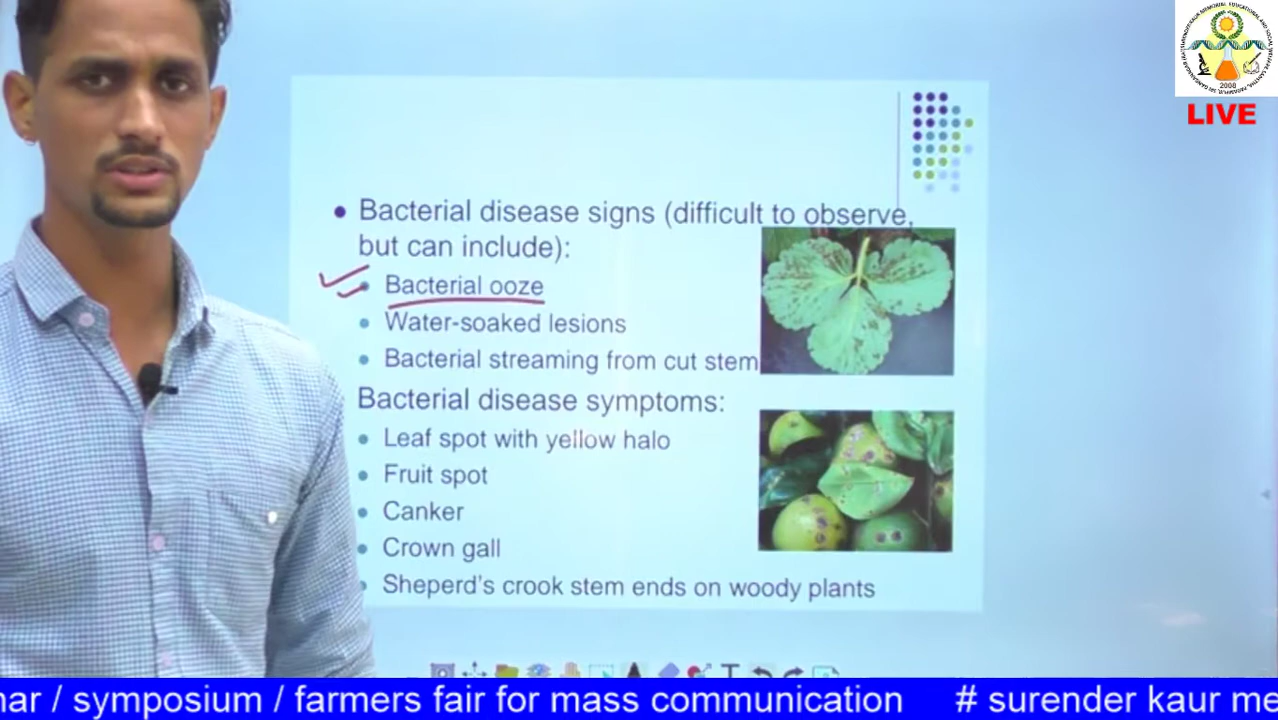 2008
LIVE
Bacterial disease signs (difficult to observe,
but can include):
Bacterial ooze
Water-soaked lesions
Bacterial streaming from cut stem
Bacterial disease symptoms:
Leaf spot with yellow halo
Fruit spot
Canker
Crown gall
Sheperd's crook stem ends on woody plants
nar / symposium / farmers fair for mass communication # surender kaur me